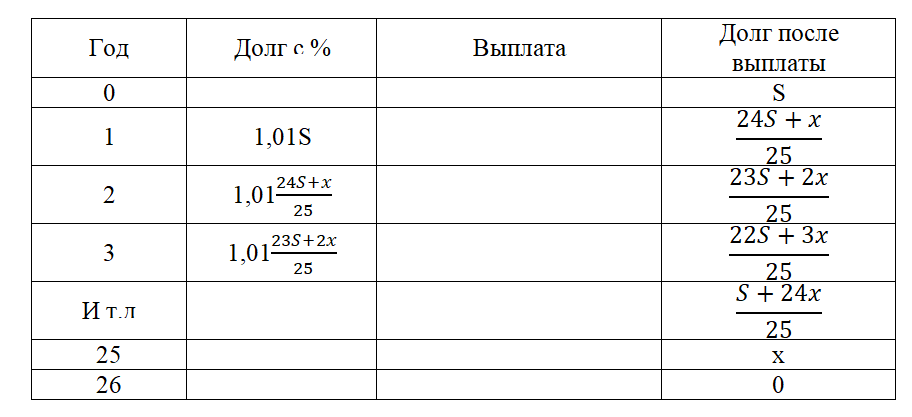 Год Долг с % Выплата Долг после
выплаты
0 S
1 1,01S \frac{24S + x}{25}
2 1,01\frac{24S+x}{25} \frac{23S + 2x}{25}
3 1,01\frac{23S+2x}{25} \frac{22S + 3x}{25}
И т.д \frac{S + 24x}{25}
25 x
26 0